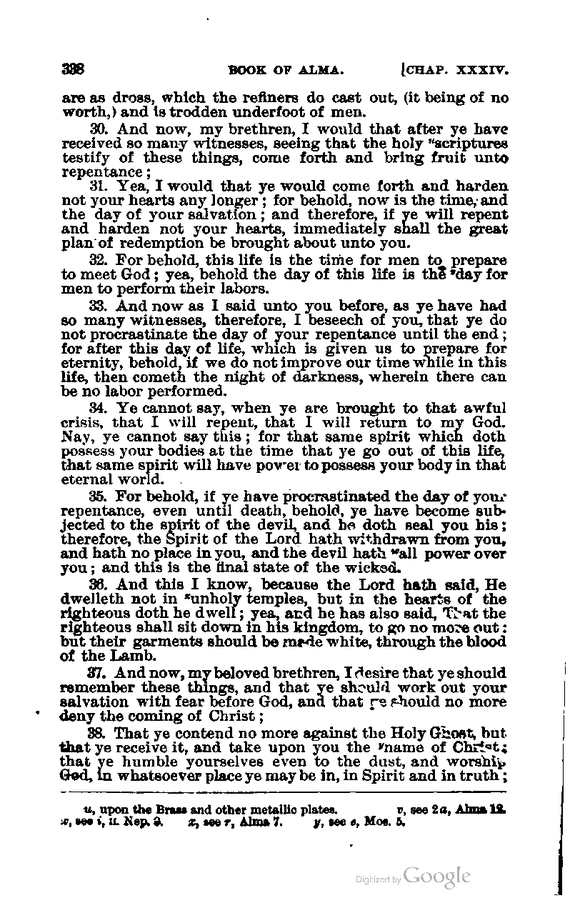 338 BOOK OF ALMA. [CHAP. XXXIV.
are as dross, which the refiners do cast out, (it being of no
worth,) and is trodden underfoot of men.
30. And now, my brethren, I would that after ye have
received so many witnesses, seeing that the holy "scriptures
testify of these things, come forth and bring fruit unto
repentance;
31. Yea, I would that ye would come forth and harden
not your hearts any longer; for behold, now is the time, and
the day of your salvation; and therefore, if ye will repent
and harden not your hearts, immediately shall the great
plan of redemption be brought about unto you.
32. For behold, this life is the time for men to prepare
to meet God; yea, behold the day of this life is the ᵛday for
men to perform their labors.
33. And now as I said unto you before, as ye have had
so many witnesses, therefore, I beseech of you, that ye do
not procrastinate the day of your repentance until the end;
for after this day of life, which is given us to prepare for
eternity, behold, if we do not improve our time while in this
life, then cometh the night of darkness, wherein there can
be no labor performed.
34. Ye cannot say, when ye are brought to that awful
crisis, that I will repent, that I will return to my God.
Nay, ye cannot say this; for that same spirit which doth
possess your bodies at the time that ye go out of this life,
that same spirit will have power to possess your body in that
eternal world.
35. For behold, if ye have procrastinated the day of your
repentance, even until death, behold, ye have become sub-
jected to the spirit of the devil, and he doth seal you his;
therefore, the Spirit of the Lord hath withdrawn from you,
and hath no place in you, and the devil hath ʷall power over
you; and this is the final state of the wicked.
36. And this I know, because the Lord hath said, He
dwelleth not in ˣunholy temples, but in the hearts of the
righteous doth he dwell; yea, and he has also said, That the
righteous shall sit down in his kingdom, to go no more out:
but their garments should be made white, through the blood
of the Lamb.
37. And now, my beloved brethren, I desire that ye should
remember these things, and that ye should work out your
salvation with fear before God, and that ye should no more
deny the coming of Christ;
38. That ye contend no more against the Holy Ghost, but
that ye receive it, and take upon you the ʸname of Christ;
that ye humble yourselves even to the dust, and worship
God, in whatsoever place ye may be in, in Spirit and in truth;
u, upon the Brass and other metallic plates. v, see 2a, Alma 12.
w, see i, II. Nep. 9. x, see r, Alma 7. y, see e, Mos. 5.
Digitized by Google